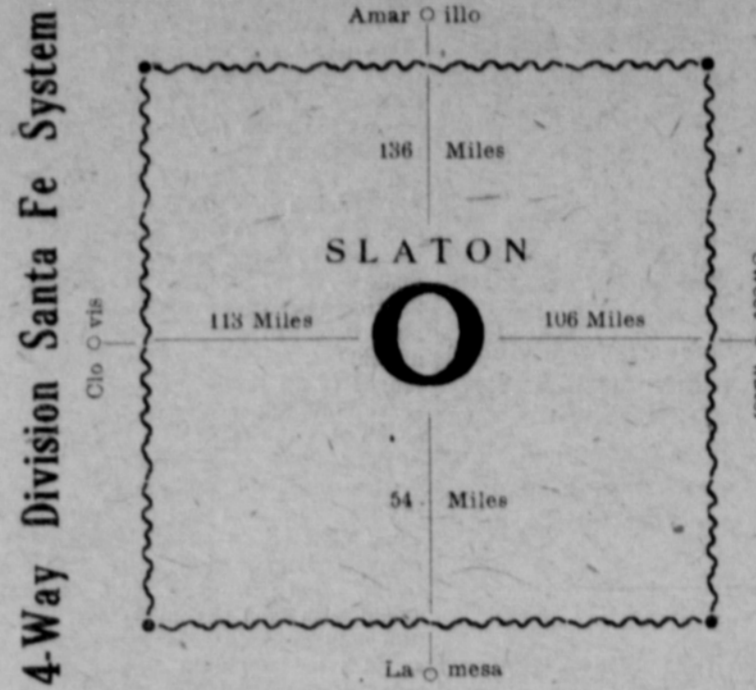 4-Way Division Santa Fe System
Amar O illo
136 Miles
SLATON
O
Clo O vis
113 Miles
106 Miles
54 Miles
La O mesa